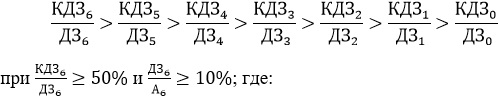 КДЗ₆/ДЗ₆ > КДЗ₅/ДЗ₅ > КДЗ₄/ДЗ₄ > КДЗ₃/ДЗ₃ > КДЗ₂/ДЗ₂ > КДЗ₁/ДЗ₁ > КДЗ₀/ДЗ₀
при КДЗ₆/ДЗ₆ ≥ 50% и ДЗ₆/А₆ ≥ 10%; где: